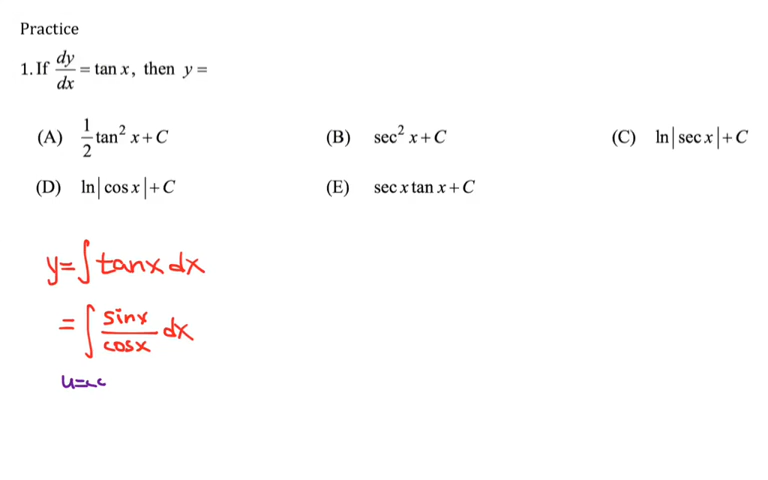 Practice
1. If dy/dx = tan x, then y =
(A) 1/2 tan² x + C (B) sec² x + C (C) ln|sec x| + C
(D) ln|cos x| + C (E) sec x tan x + C
y = ∫ tanx dx
= ∫ sinx/cosx dx
u=